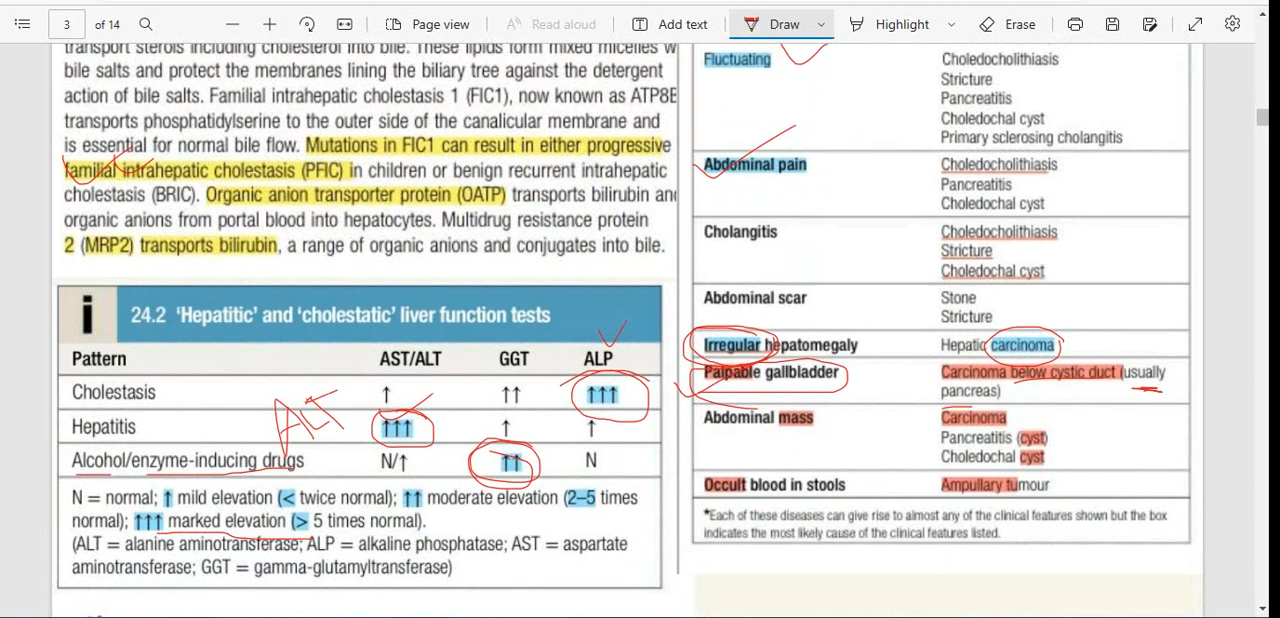 3 of 14
Page view
Read aloud
Add text
Draw
Highlight
Erase
transport sterols including cholesterol into bile. These lipids form mixed micelles w
bile salts and protect the membranes lining the biliary tree against the detergent
action of bile salts. Familial intrahepatic cholestasis 1 (FIC1), now known as ATP8B
transports phosphatidylserine to the outer side of the canalicular membrane and
is essential for normal bile flow. Mutations in FIC1 can result in either progressive
familial intrahepatic cholestasis (PFIC) in children or benign recurrent intrahepatic
cholestasis (BRIC). Organic anion transporter protein (OATP) transports bilirubin and
organic anions from portal blood into hepatocytes. Multidrug resistance protein
2 (MRP2) transports bilirubin, a range of organic anions and conjugates into bile.
i 24.2 ‘Hepatitic’ and ‘cholestatic’ liver function tests
Pattern AST/ALT GGT ALP
Cholestasis ↑ ↑↑ ↑↑↑
Hepatitis ↑↑↑ ↑ ↑
Alcohol/enzyme-inducing drugs N/↑ ↑↑ N
ALT
N = normal; ↑ mild elevation (< twice normal); ↑↑ moderate elevation (2–5 times
normal); ↑↑↑ marked elevation (> 5 times normal).
(ALT = alanine aminotransferase; ALP = alkaline phosphatase; AST = aspartate
aminotransferase; GGT = gamma-glutamyltransferase)
Fluctuating Choledocholithiasis
Stricture
Pancreatitis
Choledochal cyst
Primary sclerosing cholangitis
Abdominal pain Choledocholithiasis
Pancreatitis
Choledochal cyst
Cholangitis Choledocholithiasis
Stricture
Choledochal cyst
Abdominal scar Stone
Stricture
Irregular hepatomegaly Hepatic carcinoma
Palpable gallbladder Carcinoma below cystic duct (usually
pancreas)
Abdominal mass Carcinoma
Pancreatitis (cyst)
Choledochal cyst
Occult blood in stools Ampullary tumour
*Each of these diseases can give rise to almost any of the clinical features shown but the box
indicates the most likely cause of the clinical features listed.